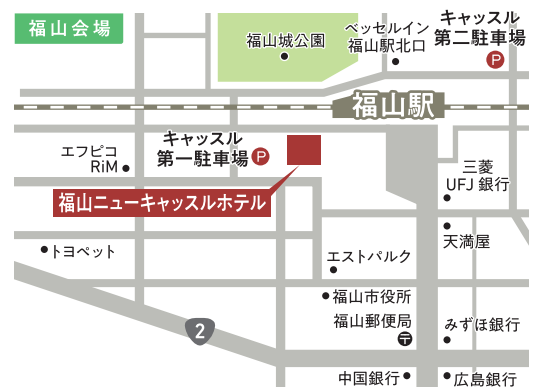 福山会場
福山城公園
ベッセルイン
福山駅北口
キャッスル
第二駐車場
P
福山駅
エフピコ
RiM
キャッスル
第一駐車場
P
三菱
UFJ 銀行
福山ニューキャッスルホテル
天満屋
トヨペット
エストパルク
福山市役所
2
福山郵便局
〒
みずほ銀行
中国銀行
広島銀行